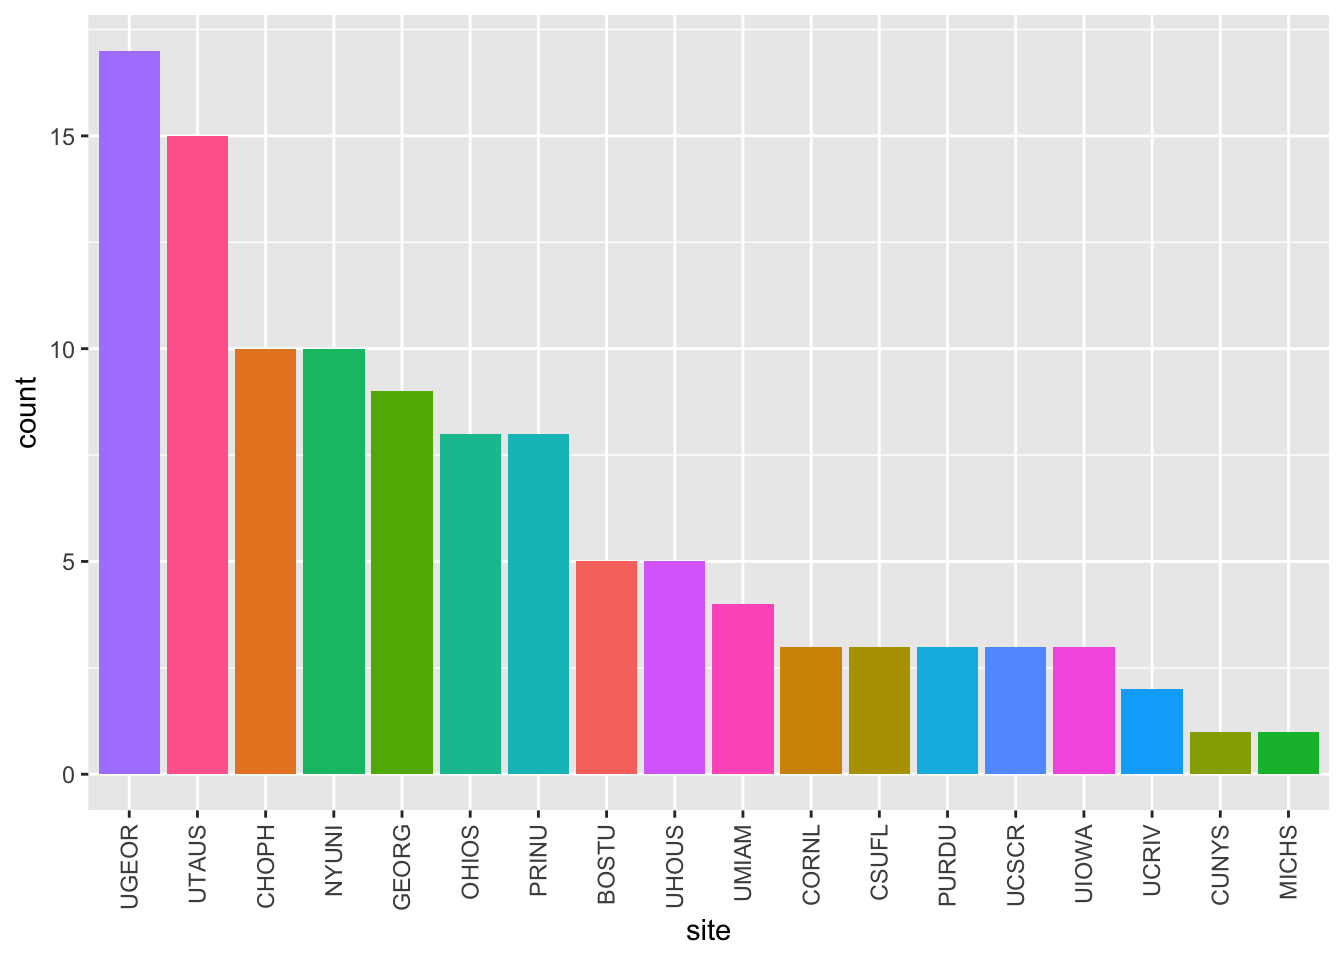 count
15
10
5
0
UGEOR
UTAUS
CHOPH
NYUNI
GEORG
OHIOS
PRINU
BOSTU
UHOUS
UMIAM
CORNL
CSUFL
PURDU
UCSCR
UIOWA
UCRIV
CUNYS
MICHS
site